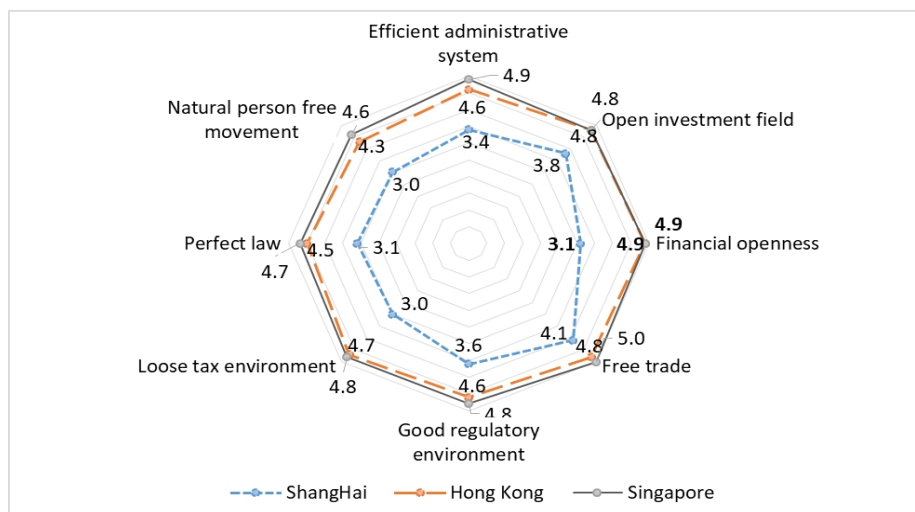 Efficient administrative
system
4.9
4.6
3.4
Natural person free
movement
4.6
4.3
3.0
4.8
Open investment field
4.8
3.8
Perfect law
4.7
4.5
3.1
3.1
4.9
4.9
Financial openness
3.0
4.7
Loose tax environment
4.8
3.6
4.6
4.8
4.1
4.8
5.0
Free trade
Good regulatory
environment
ShangHai Hong Kong Singapore